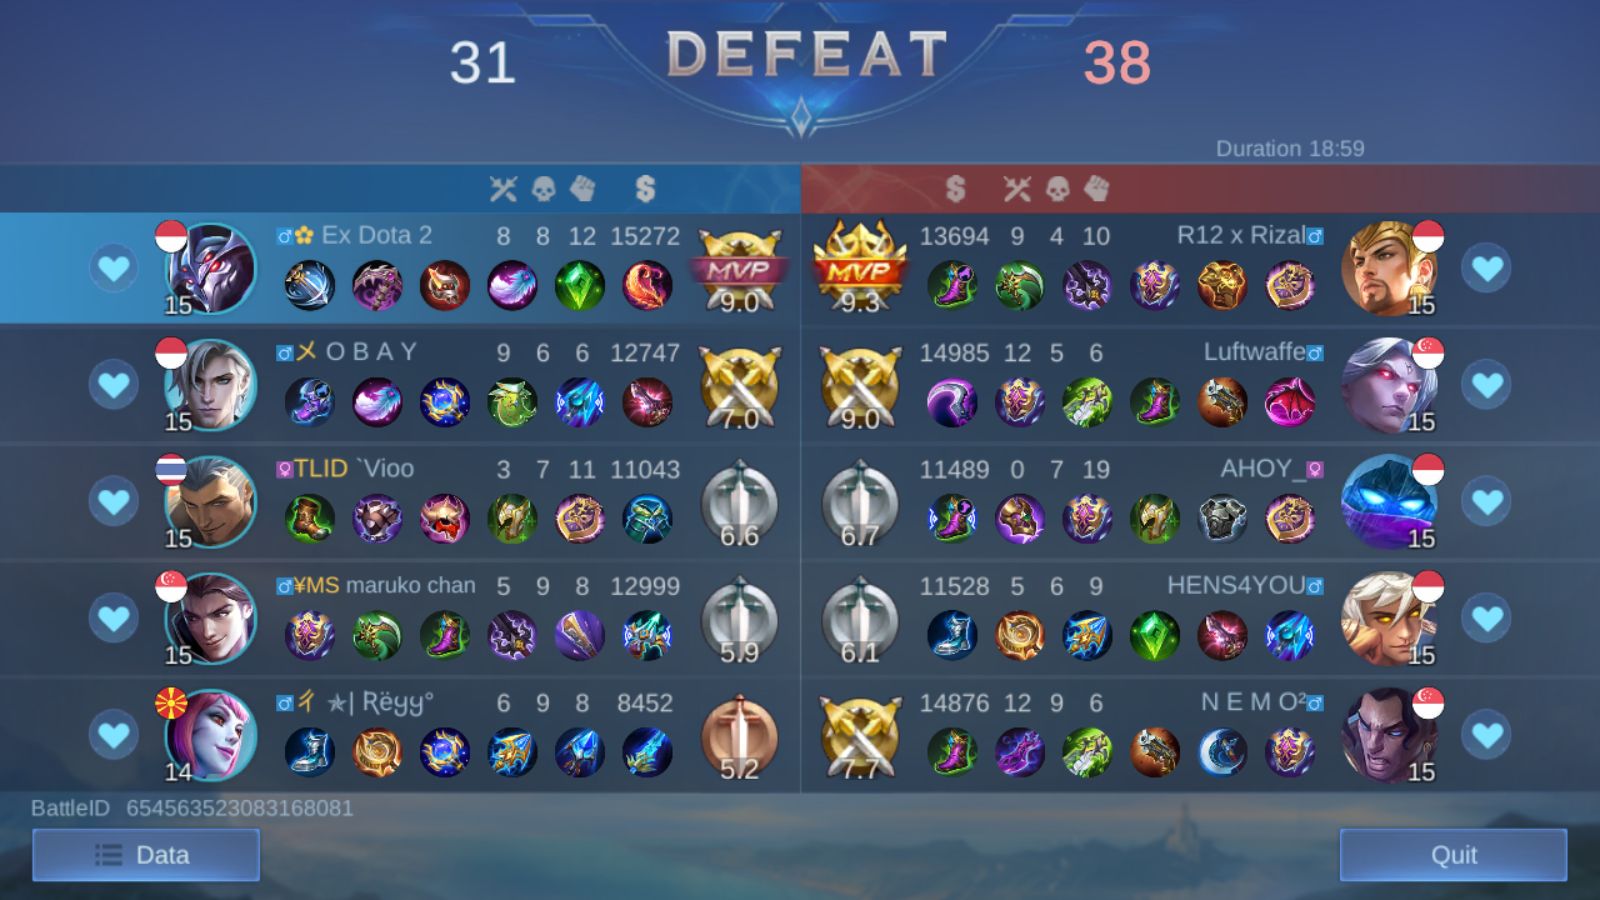 31 DEFEAT 38
Duration 18:59
Ex Dota 2 8 8 12 15272 MVP 9.0
15
MVP 9.3 13694 9 4 10 R12 x Rizal
15
メ O B A Y 9 6 6 12747 7.0
15
9.0 14985 12 5 6 Luftwaffe
15
TLID `Vioo 3 7 11 11043 6.6
15
6.7 11489 0 7 19 AHOY_
15
¥MS maruko chan 5 9 8 12999 5.9
15
6.1 11528 5 6 9 HENS4YOU
15
彳 ✯| Rëyy° 6 9 8 8452 5.2
14
7.7 14876 12 9 6 N E M O²
15
BattleID 654563523083168081
Data
Quit